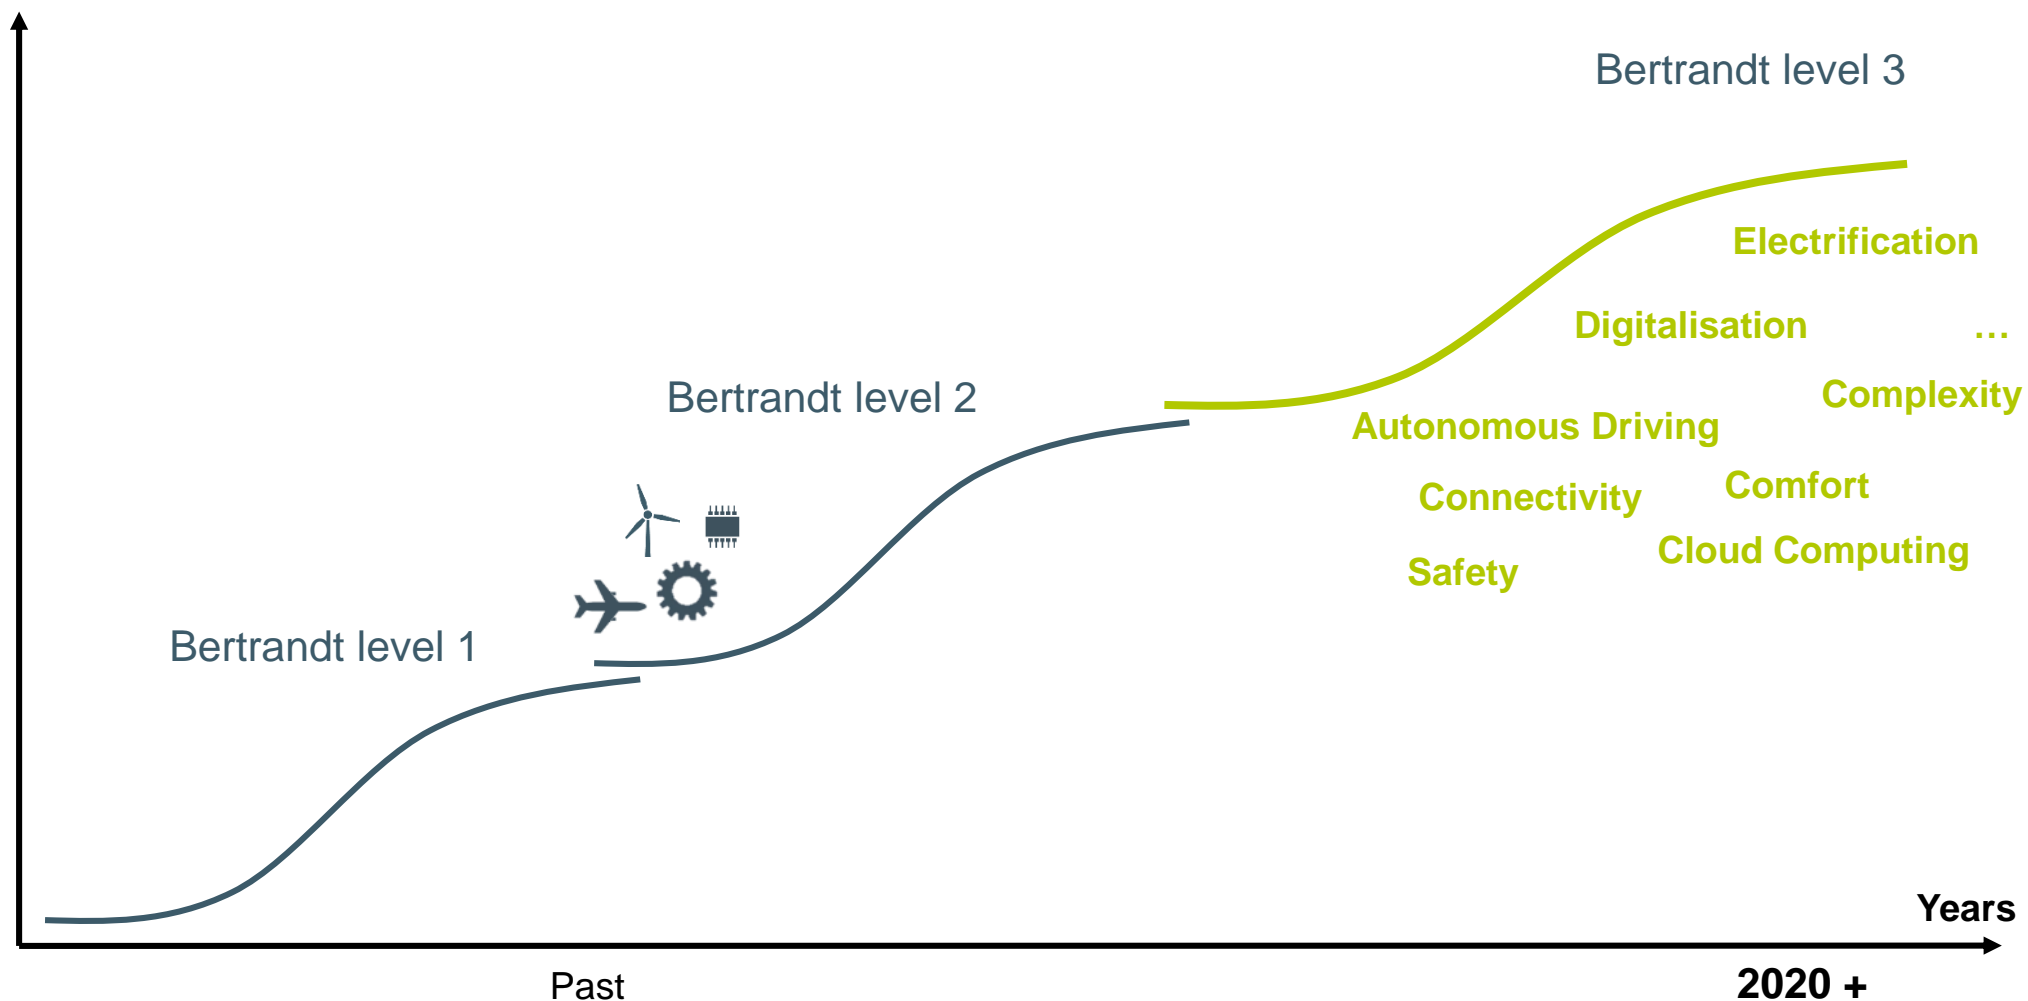 Bertrandt level 3
Electrification
Digitalisation
…
Bertrandt level 2
Complexity
Autonomous Driving
Comfort
Connectivity
Cloud Computing
Safety
Bertrandt level 1
Years
Past
2020 +